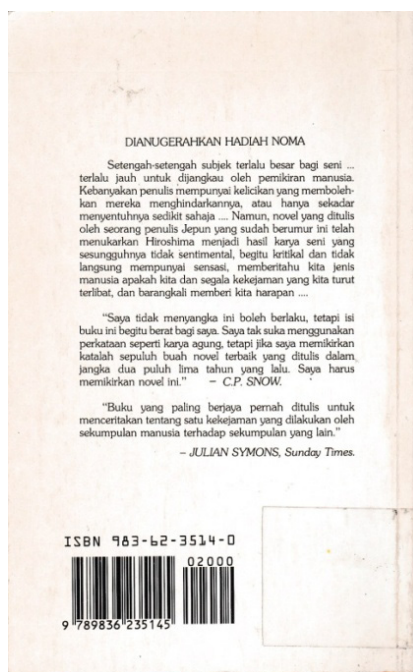 DIANUGERAHKAN HADIAH NOMA
Setengah-setengah subjek terlalu besar bagi seni ...
terlalu jauh untuk dijangkau oleh pemikiran manusia.
Kebanyakan penulis mempunyai kelicikan yang memboleh-
kan mereka menghindarkannya, atau hanya sekadar
menyentuhnya sedikit sahaja .... Namun, novel yang ditulis
oleh seorang penulis Jepun yang sudah berumur ini telah
menukarkan Hiroshima menjadi hasil karya seni yang
sesungguhnya tidak sentimental, begitu kritikal dan tidak
langsung mempunyai sensasi, memberitahu kita jenis
manusia apakah kita dan segala kekejaman yang kita turut
terlibat, dan barangkali memberi kita harapan ....
"Saya tidak menyangka ini boleh berlaku, tetapi isi
buku ini begitu berat bagi saya. Saya tak suka menggunakan
perkataan seperti karya agung, tetapi jika saya memikirkan
katalah sepuluh buah novel terbaik yang ditulis dalam
jangka dua puluh lima tahun yang lalu. Saya harus
memikirkan novel ini." – C.P. SNOW.
"Buku yang paling berjaya pernah ditulis untuk
menceritakan tentang satu kekejaman yang dilakukan oleh
sekumpulan manusia terhadap sekumpulan yang lain."
– JULIAN SYMONS, Sunday Times.
ISBN 983-62-3514-0
02000
9 789836 235145